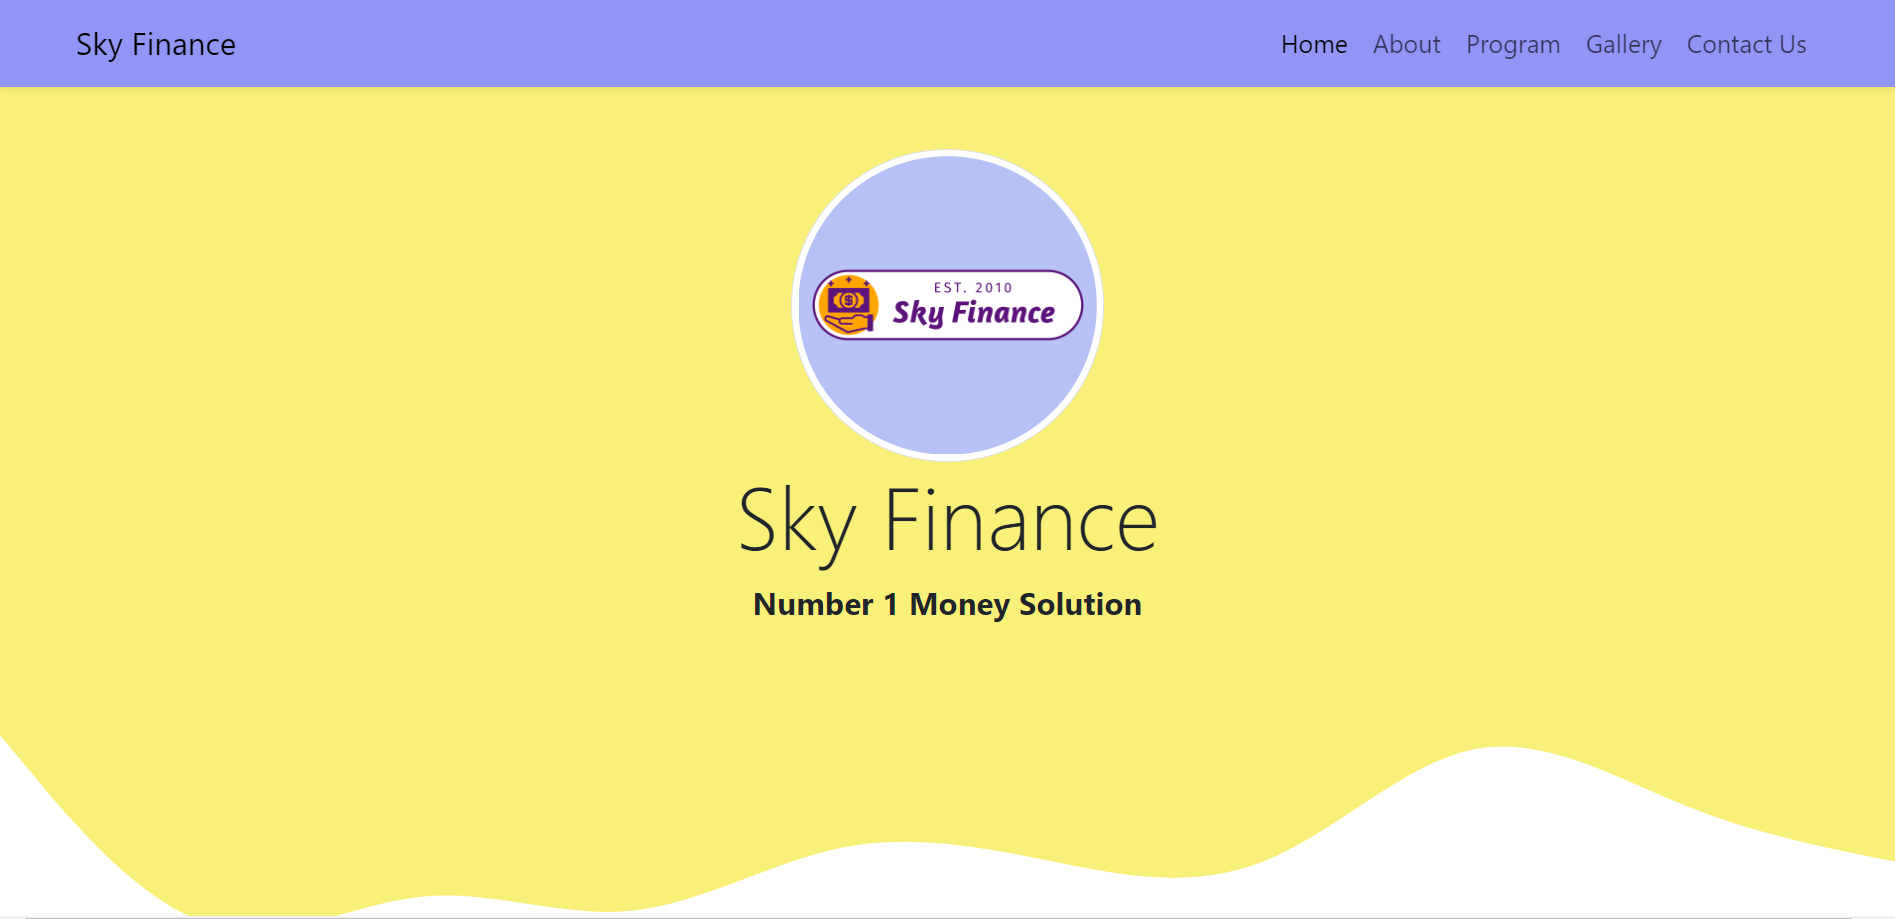 Sky Finance
Home About Program Gallery Contact Us
EST. 2010
Sky Finance
Sky Finance
Number 1 Money Solution